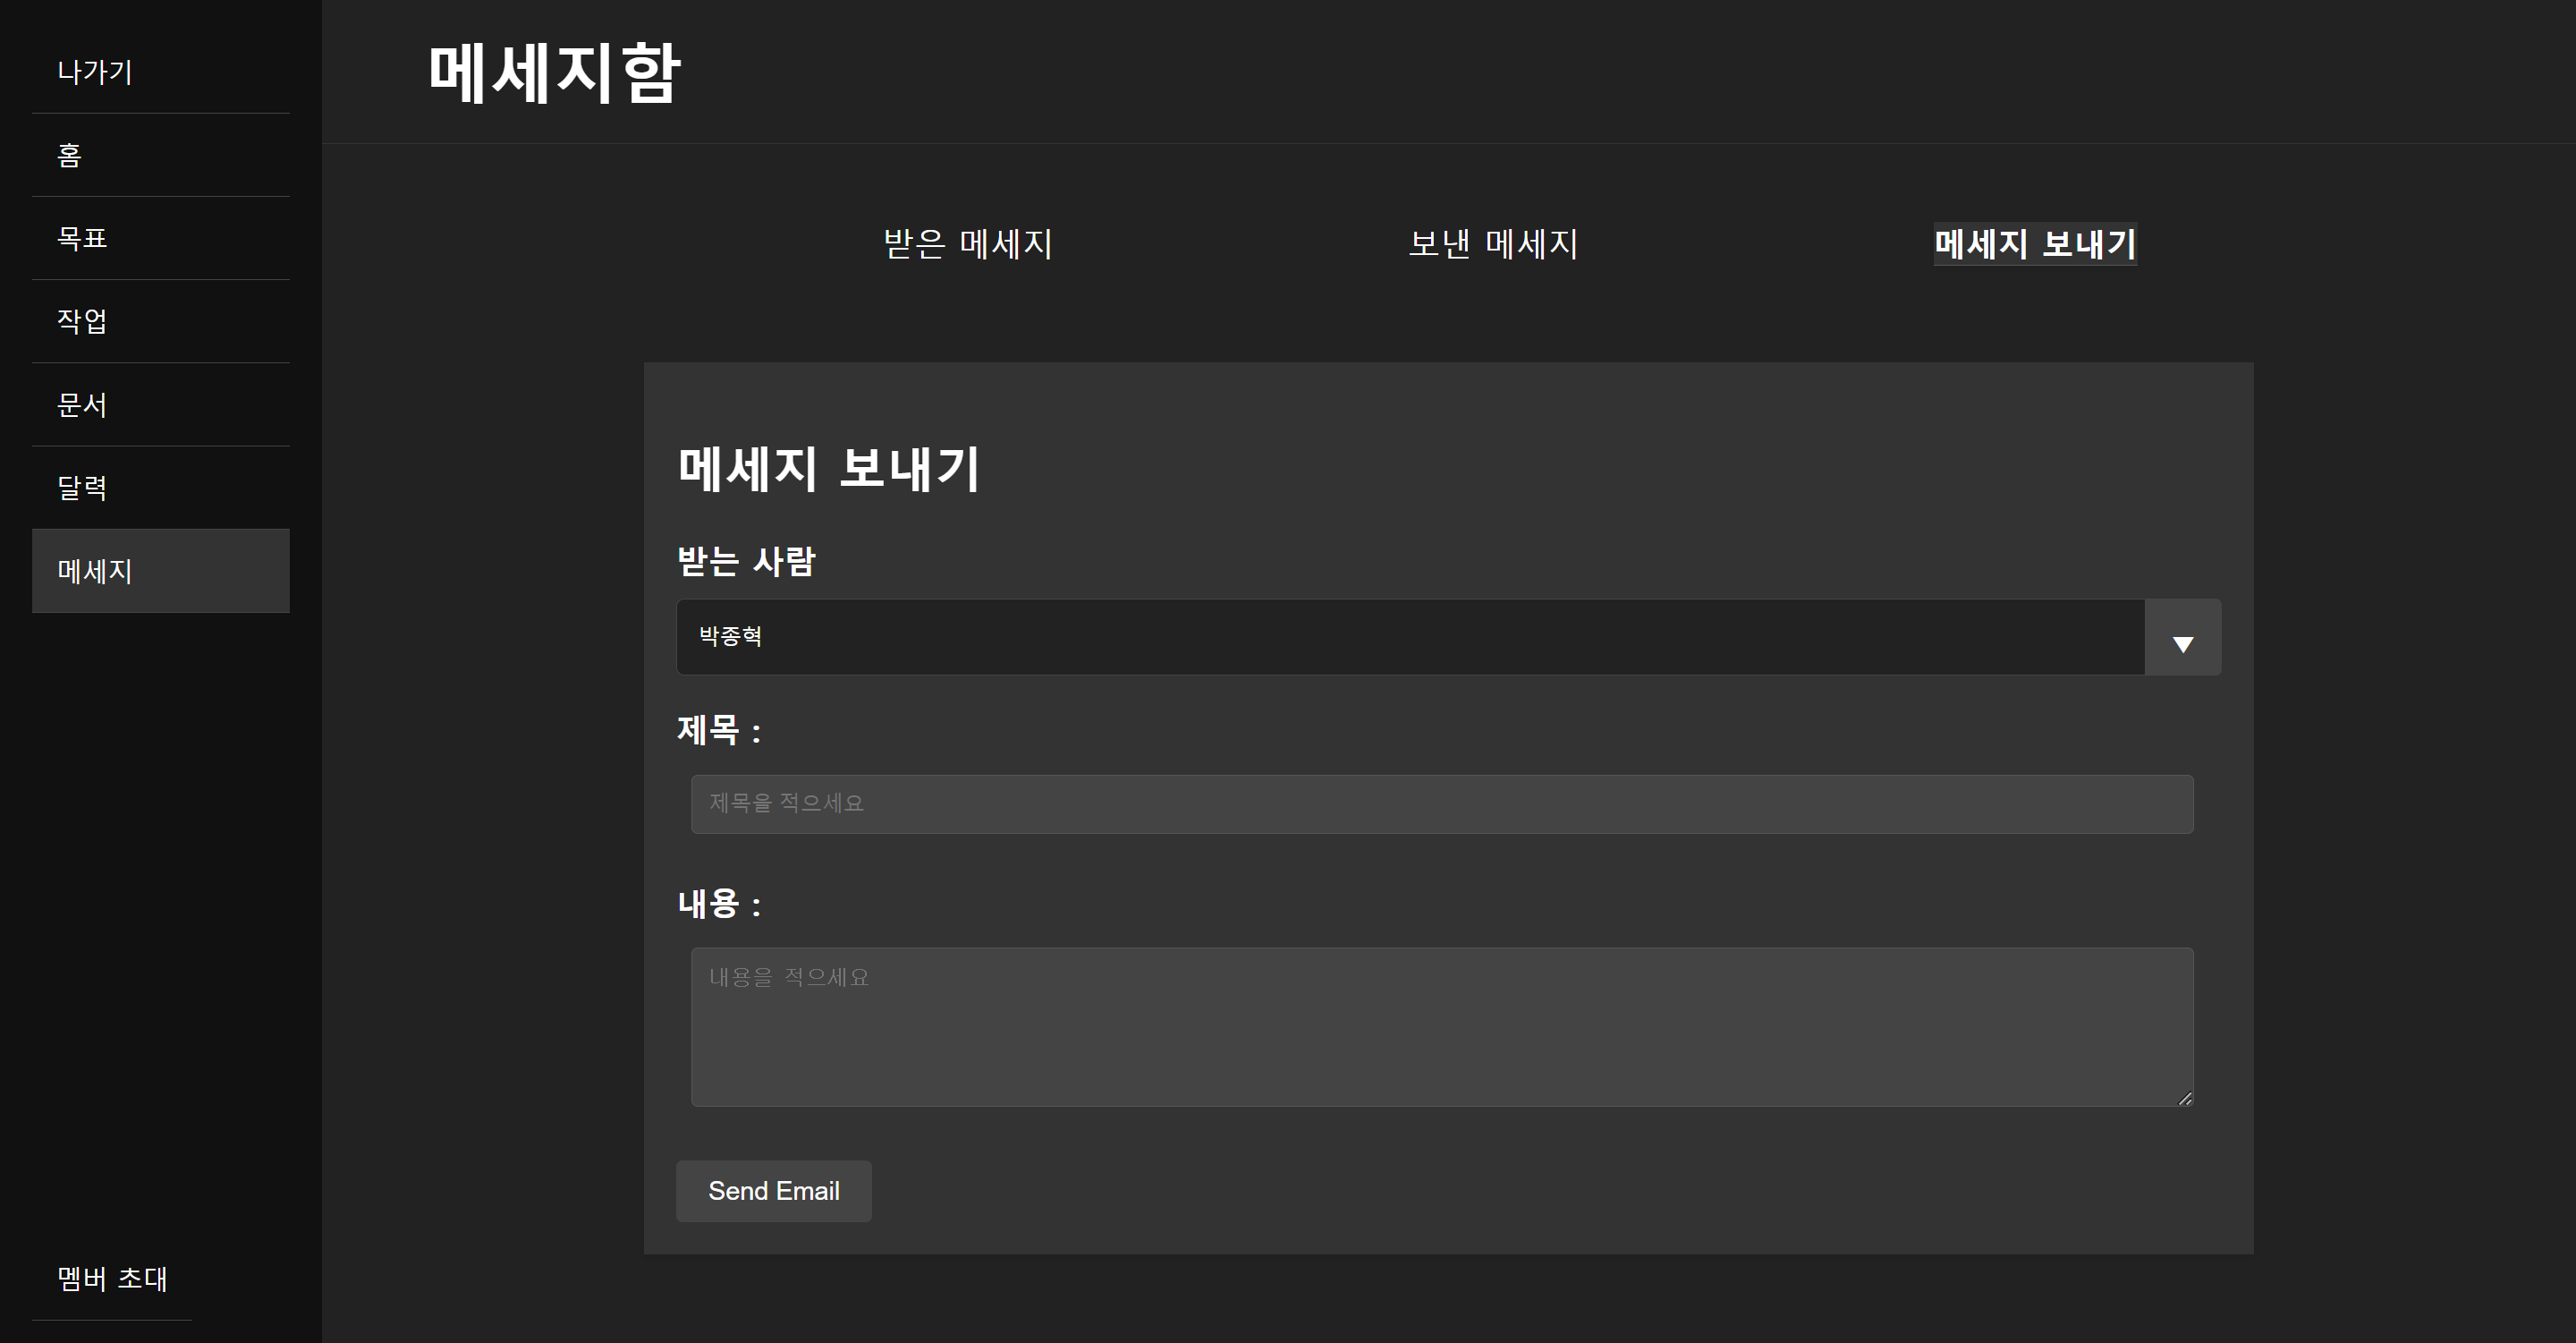 나가기
홈
목표
작업
문서
달력
메세지
멤버 초대
메세지함
받은 메세지
보낸 메세지
메세지 보내기
메세지 보내기
받는 사람
박종혁
제목 :
제목을 적으세요
내용 :
내용을 적으세요
Send Email